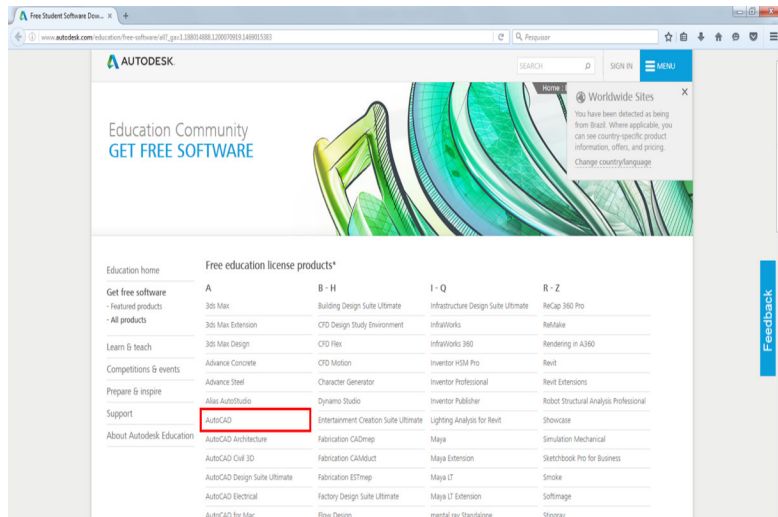 Free Student Software Dow...
www.autodesk.com/education/free-software/all?_ga=1.188014888.1200070919.1469015383
Pesquisar
AUTODESK.
SEARCH
SIGN IN
MENU
Home :
Worldwide Sites
You have been detected as being
from Brazil. Where applicable, you
can see country-specific product
information, offers, and pricing.
Change country/language
Education Community
GET FREE SOFTWARE
Feedback
Education home
Get free software
- Featured products
- All products
Learn & teach
Competitions & events
Prepare & inspire
Support
About Autodesk Education
Free education license products*
A
3ds Max
3ds Max Extension
3ds Max Design
Advance Concrete
Advance Steel
Alias AutoStudio
AutoCAD
AutoCAD Architecture
AutoCAD Civil 3D
AutoCAD Design Suite Ultimate
AutoCAD Electrical
AutoCAD for Mac
B - H
Building Design Suite Ultimate
CFD Design Study Environment
CFD Flex
CFD Motion
Character Generator
Dynamo Studio
Entertainment Creation Suite Ultimate
Fabrication CADmep
Fabrication CAMduct
Fabrication ESTmep
Factory Design Suite Ultimate
Flow Design
I - Q
Infrastructure Design Suite Ultimate
InfraWorks
InfraWorks 360
Inventor HSM Pro
Inventor Professional
Inventor Publisher
Lighting Analysis for Revit
Maya
Maya Extension
Maya LT
Maya LT Extension
mental ray Standalone
R - Z
ReCap 360 Pro
ReMake
Rendering in A360
Revit
Revit Extensions
Robot Structural Analysis Professional
Showcase
Simulation Mechanical
Sketchbook Pro for Business
Smoke
Softimage
Stingray